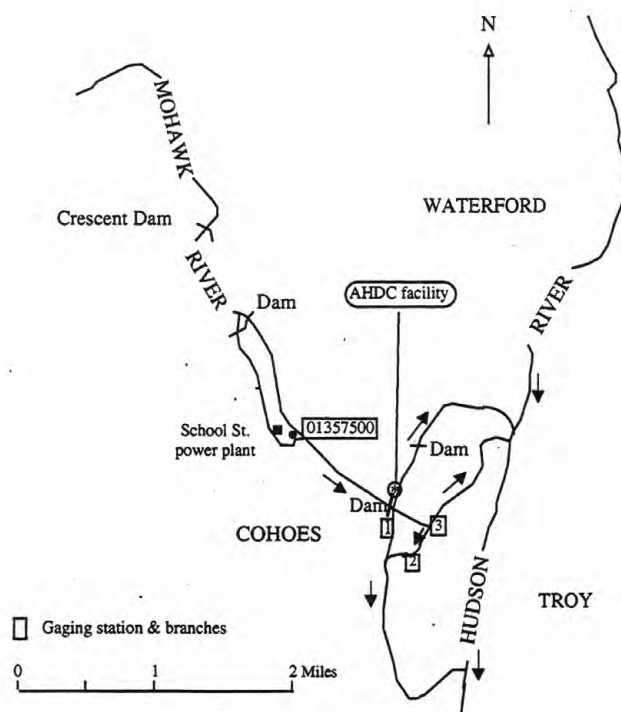 N
MOHAWK
WATERFORD
Crescent Dam
RIVER
Dam
AHDC facility
RIVER
School St.
power plant
01357500
Dam
Dam
1
3
COHOES
2
HUDSON
TROY
Gaging station & branches
0 1 2 Miles